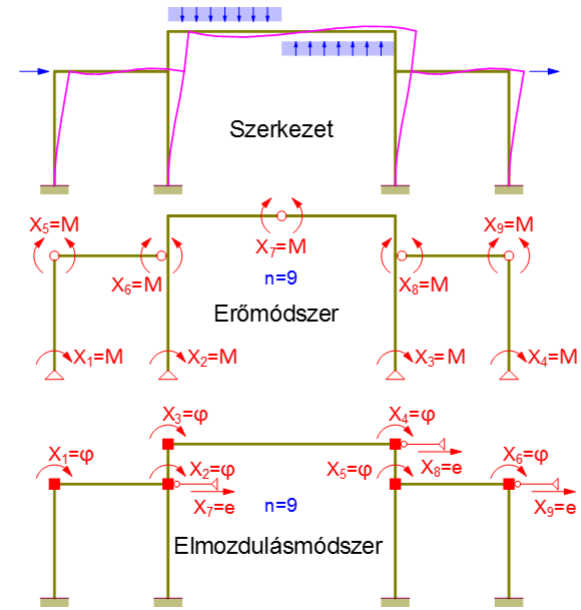 Szerkezet
X5=M
X9=M
X7=M
X6=M
n=9
X8=M
Erőmódszer
X1=M
X2=M
X3=M
X4=M
X3=φ
X4=φ
X1=φ
X2=φ
X5=φ
X8=e
X6=φ
X7=e
n=9
X9=e
Elmozdulásmódszer